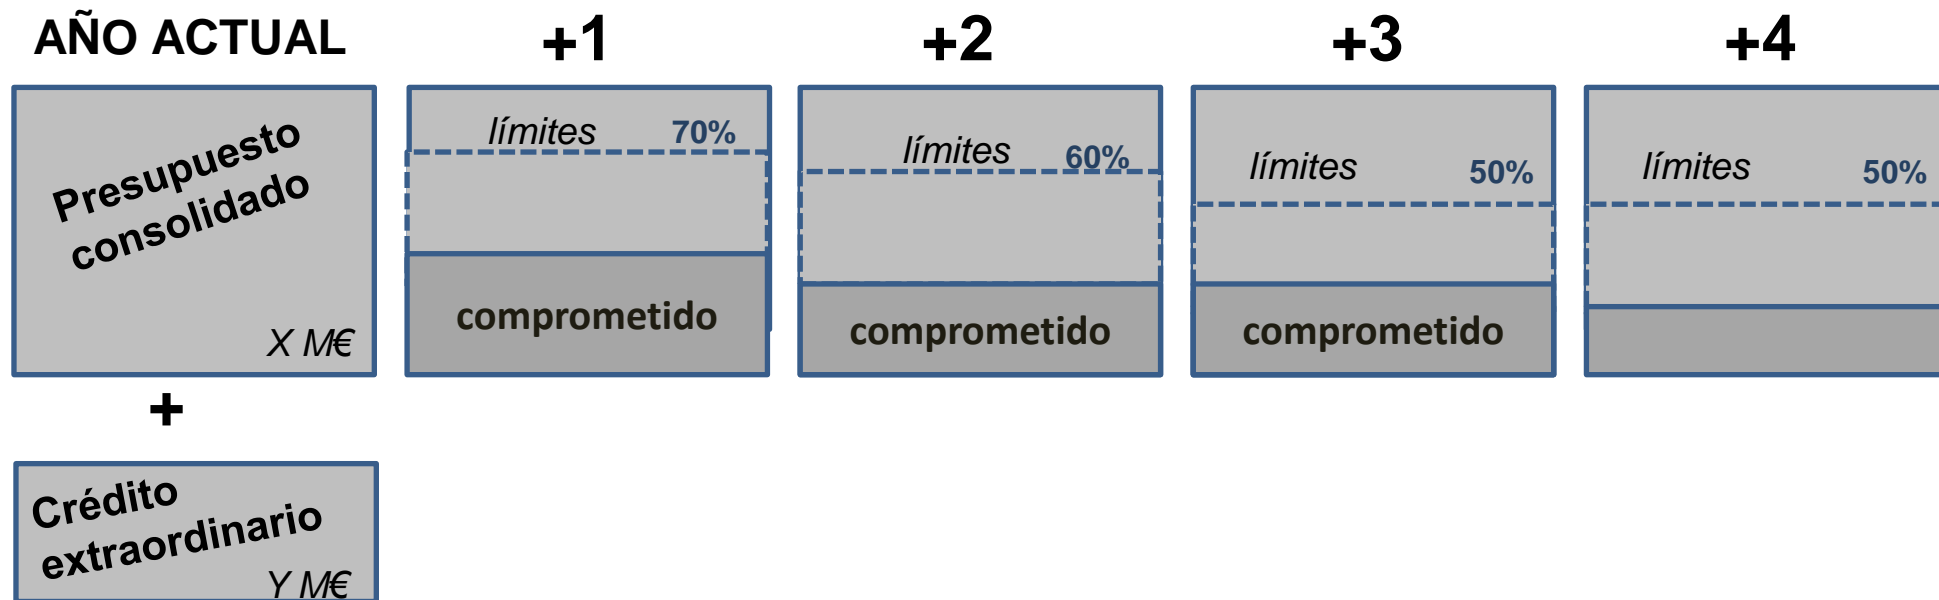 AÑO ACTUAL
+1
+2
+3
+4
Presupuesto
consolidado
X M€
límites 70%
comprometido
límites 60%
comprometido
límites 50%
comprometido
límites 50%
+
Crédito
extraordinario
Y M€